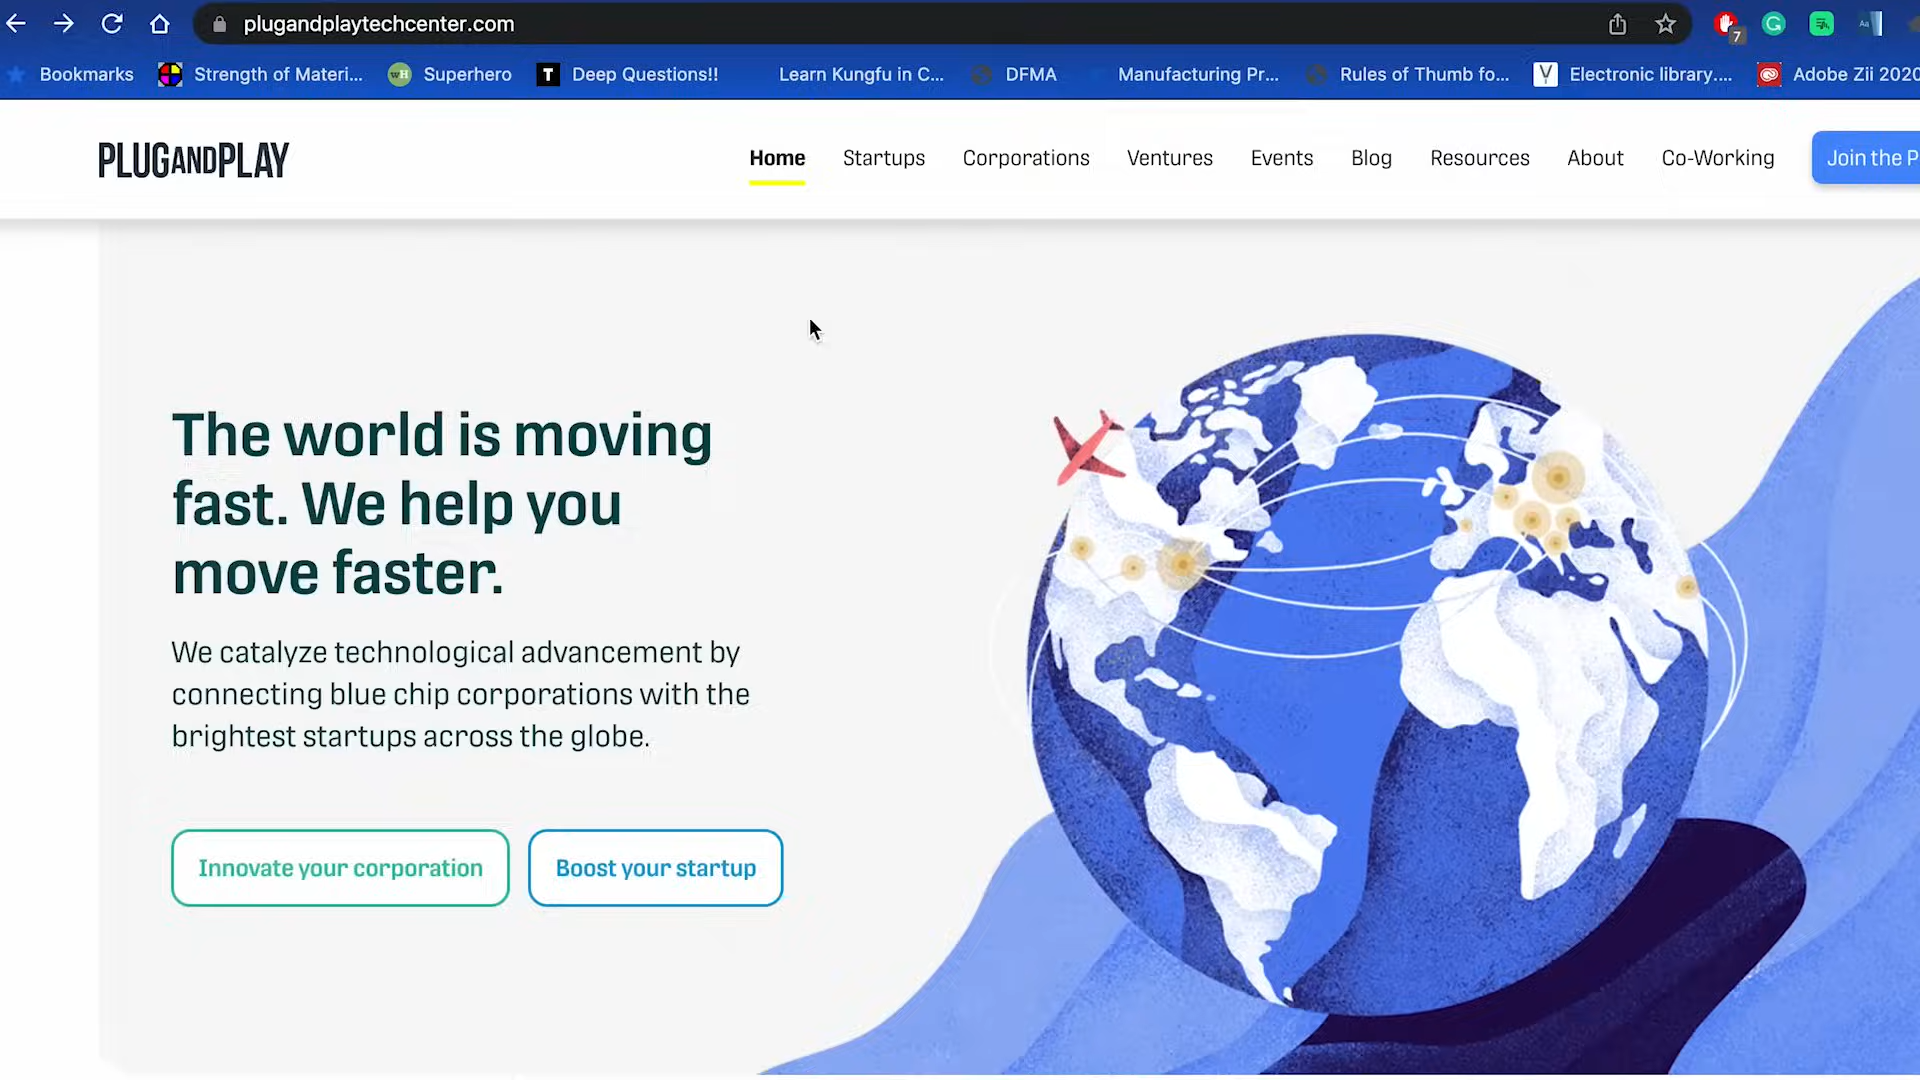 plugandplaytechcenter.com
7
Bookmarks Strength of Materi... Superhero Deep Questions!! Learn Kungfu in C... DFMA Manufacturing Pr... Rules of Thumb fo... Electronic library.... Adobe Zii 2020
PLUGANDPLAY
Home Startups Corporations Ventures Events Blog Resources About Co-Working Join the P
The world is moving
fast. We help you
move faster.
We catalyze technological advancement by
connecting blue chip corporations with the
brightest startups across the globe.
Innovate your corporation Boost your startup